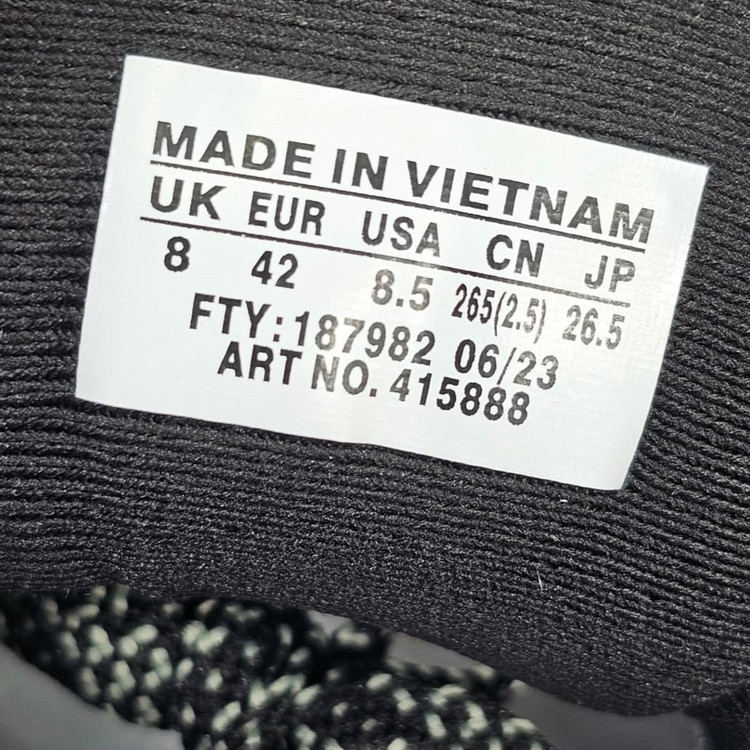 MADE IN VIETNAM
UK EUR USA CN JP
8 42 8.5 265(2.5) 26.5
FTY:187982 06/23
ART NO. 415888